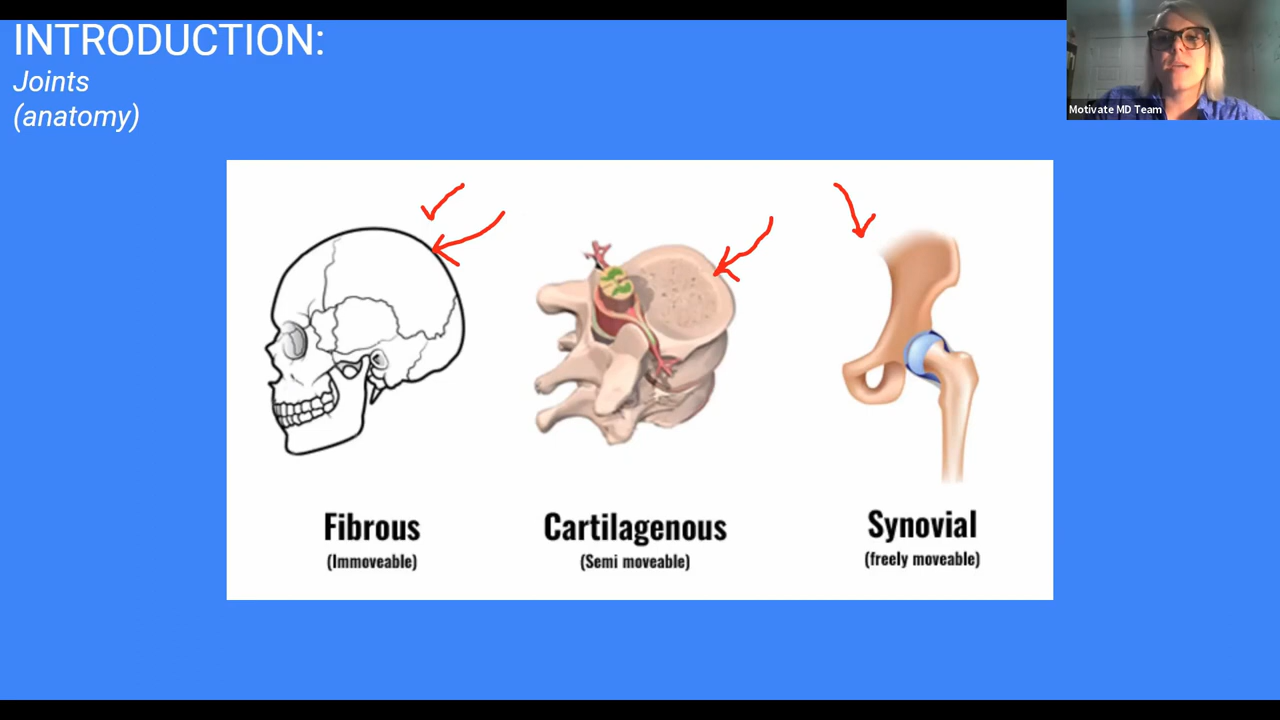 INTRODUCTION:
Joints
(anatomy)
Motivate MD Team
Fibrous
(Immoveable)
Cartilagenous
(Semi moveable)
Synovial
(freely moveable)